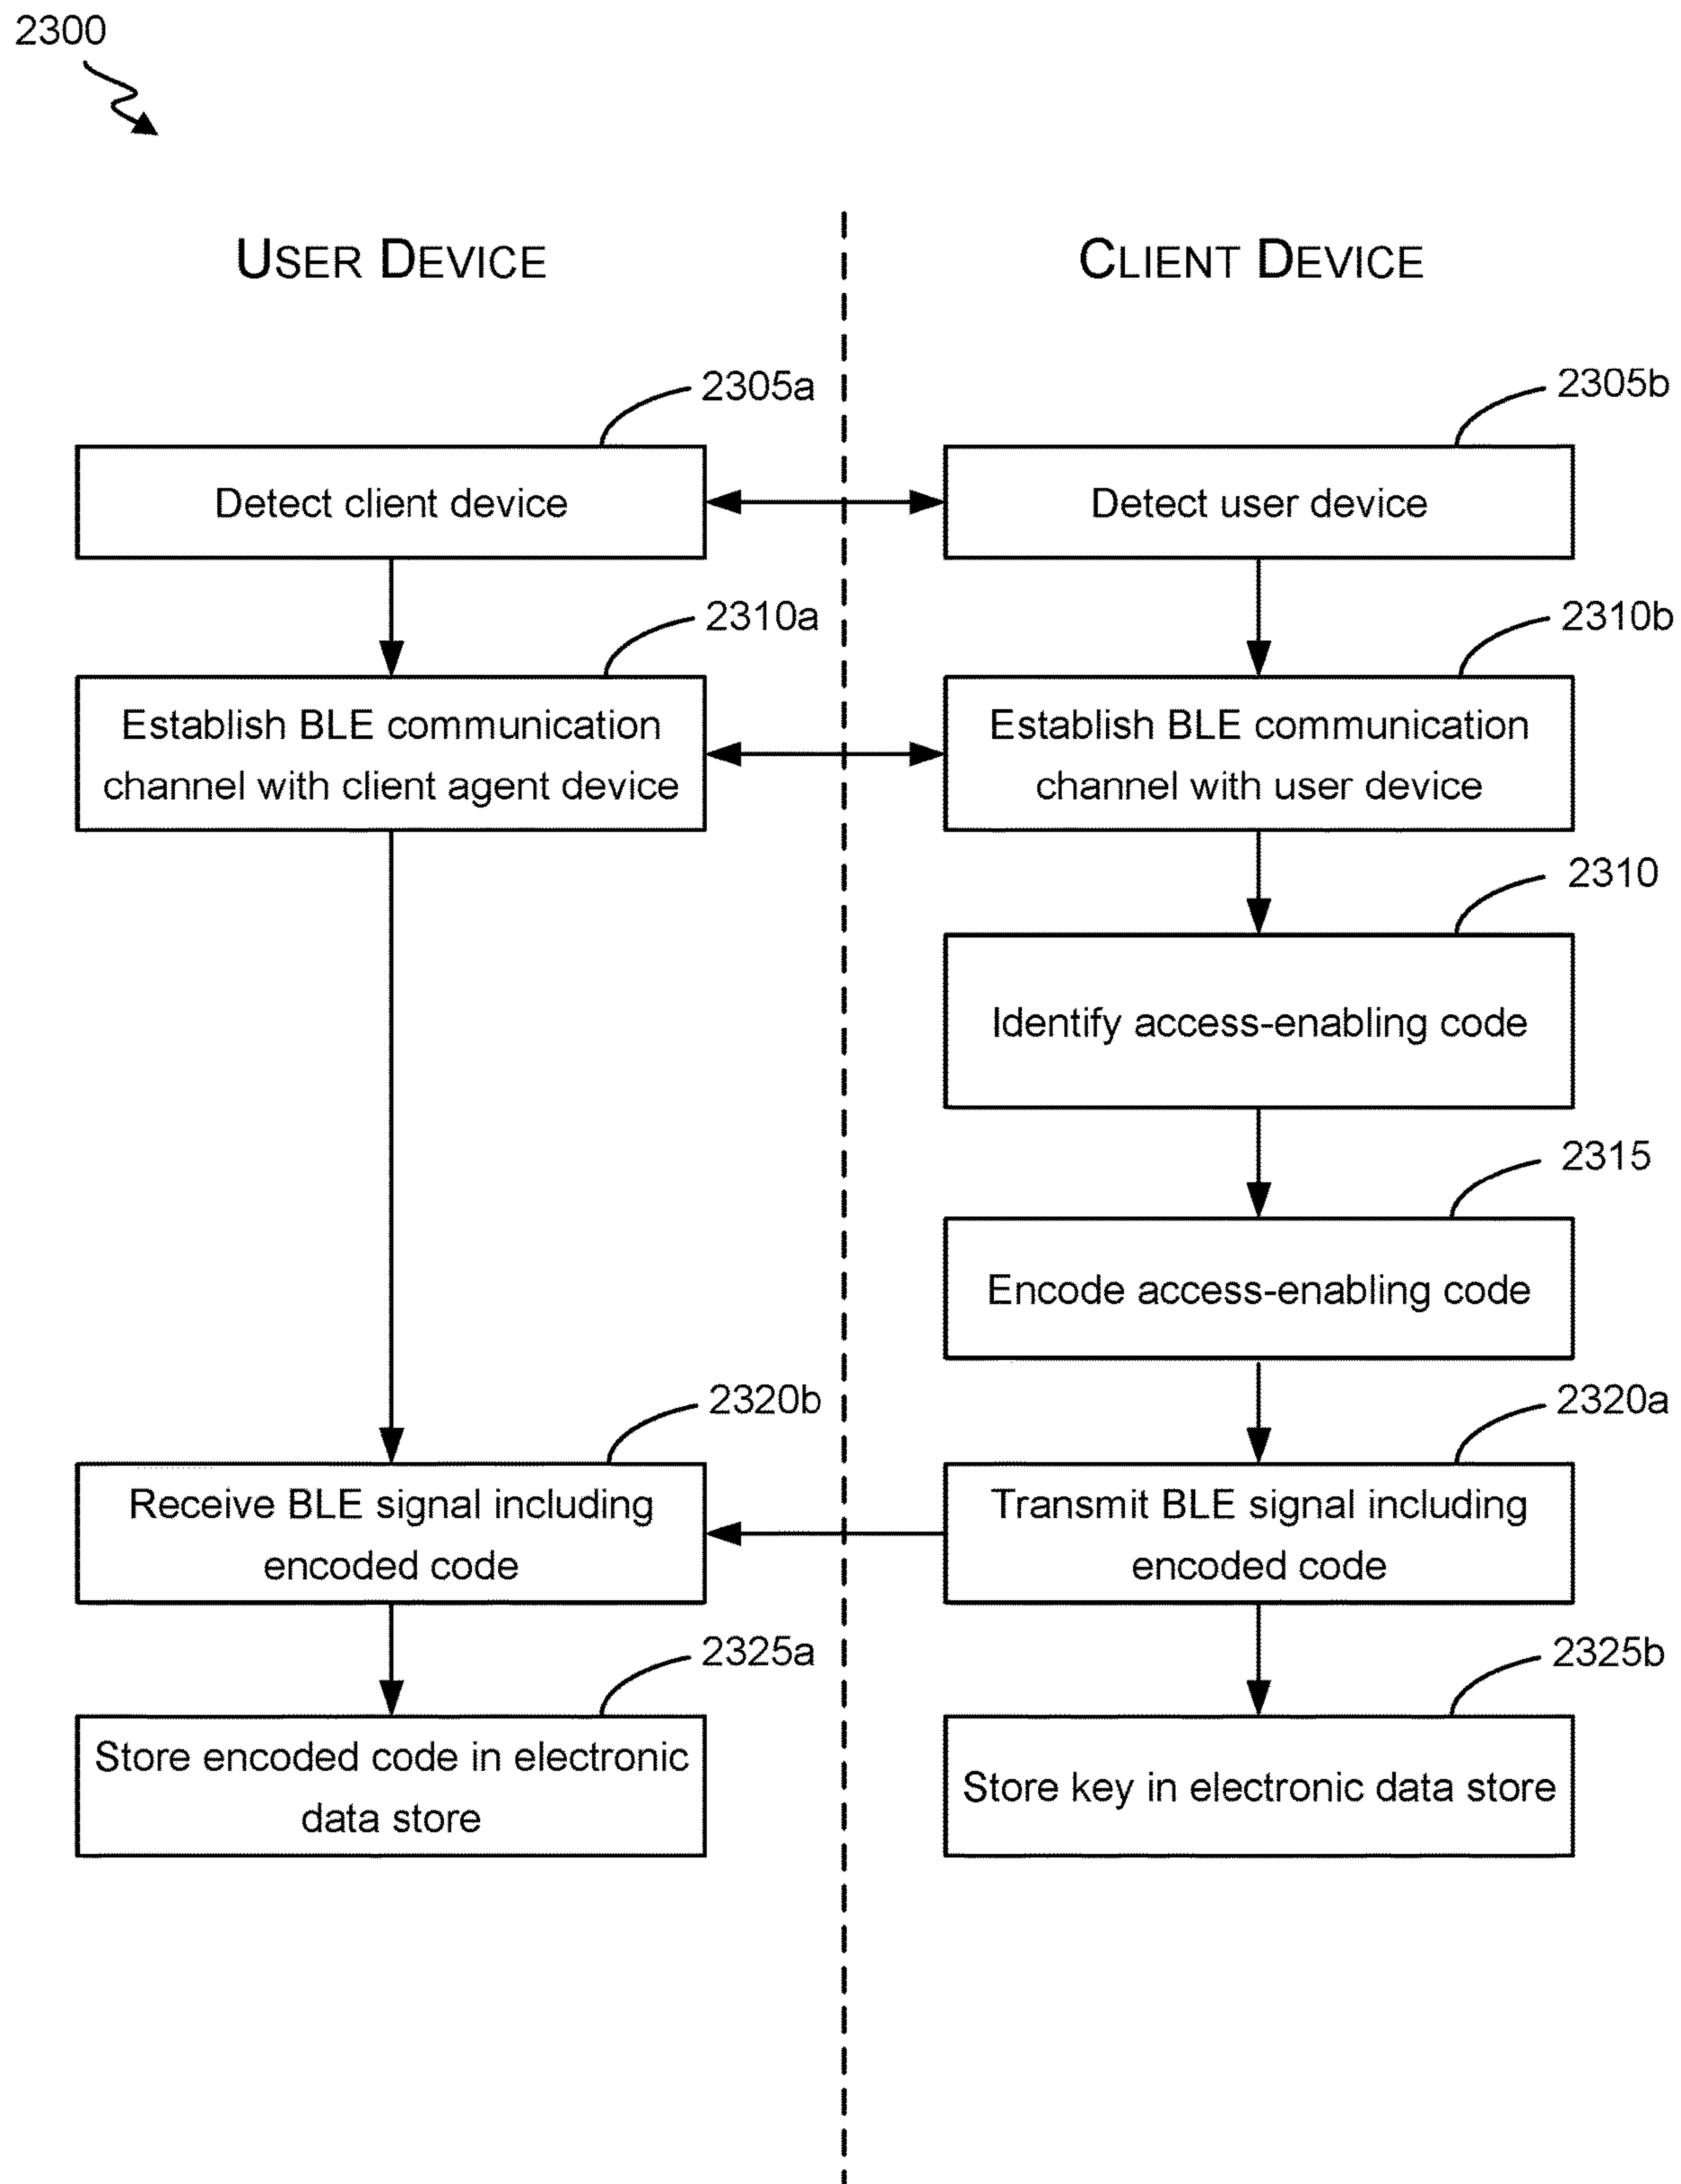 2300
USER DEVICE
CLIENT DEVICE
2305a
2305b
Detect client device
Detect user device
2310a
2310b
Establish BLE communication
channel with client agent device
Establish BLE communication
channel with user device
2310
Identify access-enabling code
2315
Encode access-enabling code
2320b
2320a
Receive BLE signal including
encoded code
Transmit BLE signal including
encoded code
2325a
2325b
Store encoded code in electronic
data store
Store key in electronic data store